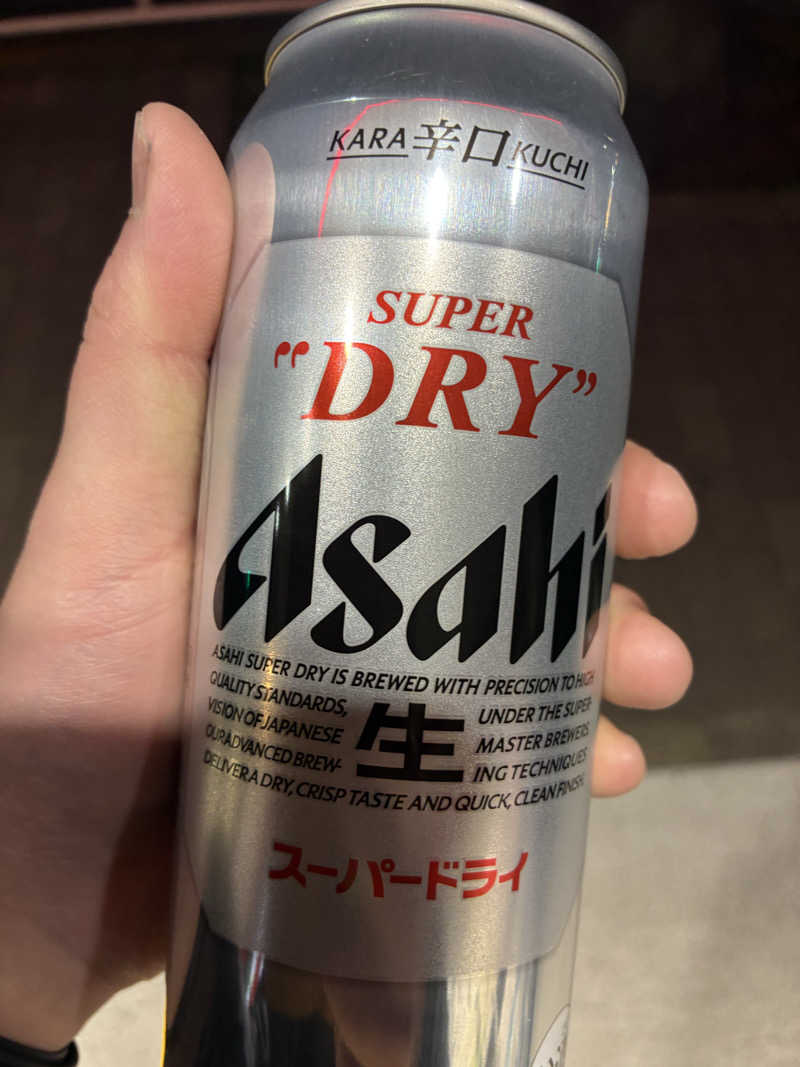 KARA 辛口 KUCHI
SUPER
"DRY"
Asahi
ASAHI SUPER DRY IS BREWED WITH PRECISION TO HIGH
QUALITY STANDARDS, UNDER THE SUPER-
VISION OF JAPANESE MASTER BREWERS
OUR ADVANCED BREW- ING TECHNIQUES
生
DELIVER A DRY, CRISP TASTE AND QUICK, CLEAN FINISH.
スーパードライ